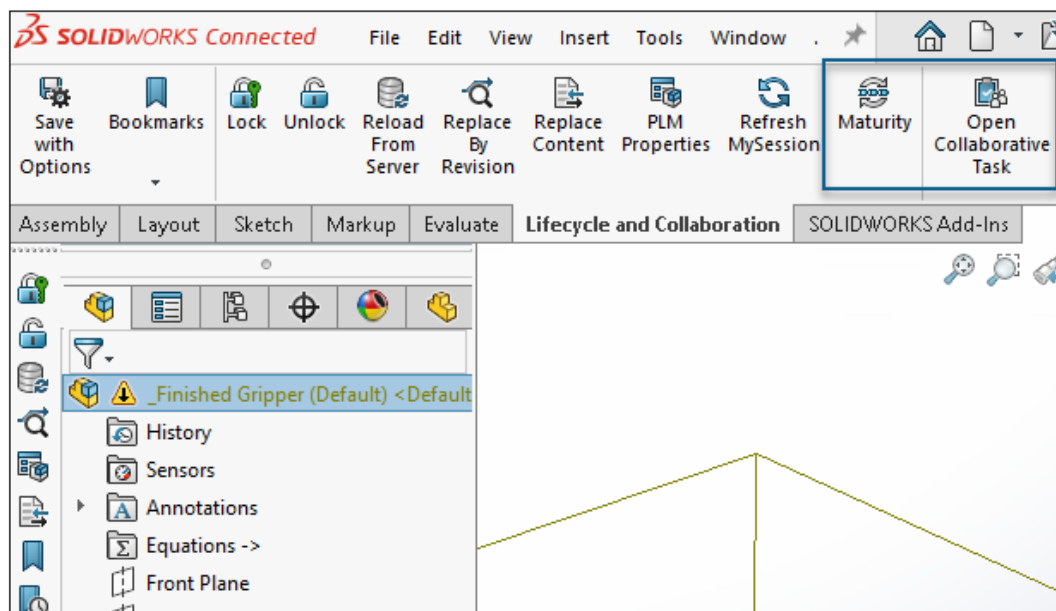 SOLIDWORKS Connected File Edit View Insert Tools Window .
Save with Options
Bookmarks
Lock
Unlock
Reload From Server
Replace By Revision
Replace Content
PLM Properties
Refresh MySession
Maturity
Open Collaborative Task
Assembly Layout Sketch Markup Evaluate Lifecycle and Collaboration SOLIDWORKS Add-Ins
_Finished Gripper (Default) <Default
History
Sensors
Annotations
Equations ->
Front Plane